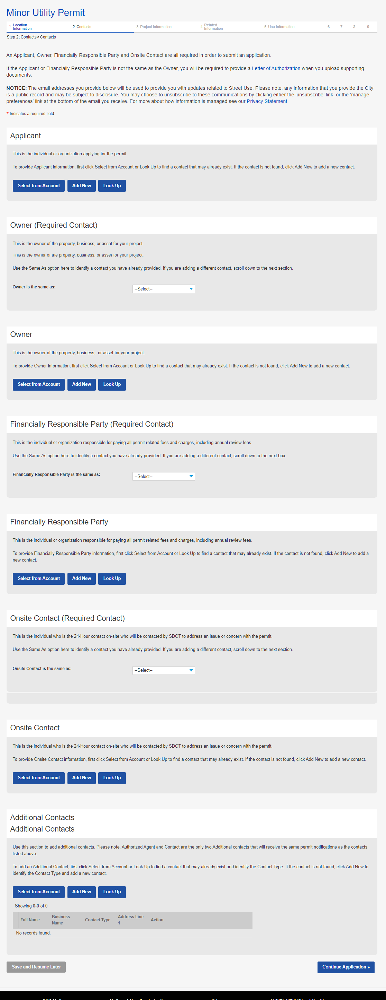 Minor Utility Permit
1 Location Information
2 Contacts
3 Project Information
4 Related Information
5 Use Information
6 7 8 9
Step 2: Contacts > Contacts
An Applicant, Owner, Financially Responsible Party and Onsite Contact are all required in order to submit an application.
If the Applicant or Financially Responsible Party is not the same as the Owner, you will be required to provide a Letter of Authorization when you upload supporting
documents.
NOTICE: The email addresses you provide below will be used to provide you with updates related to Street Use. Please note, any information that you provide the City
is a public record and may be subject to disclosure. You may choose to unsubscribe to these communications by clicking either the ‘unsubscribe’ link, or the ‘manage
preferences’ link at the bottom of the email you receive. For more about how information is managed see our Privacy Statement.
* Indicates a required field
Applicant
This is the individual or organization applying for the permit.
To provide Applicant information, first click Select from Account or Look Up to find a contact that may already exist. If the contact is not found, click Add New to add a new contact.
Select from Account Add New Look Up
Owner (Required Contact)
This is the owner of the property, business, or asset for your project.
This is the owner of the property, business, or asset for your project.
Use the Same As option here to identify a contact you have already provided. If you are adding a different contact, scroll down to the next section.
Owner is the same as: --Select--
Owner
This is the owner of the property, business, or asset for your project.
To provide Owner information, first click Select from Account or Look Up to find a contact that may already exist. If the contact is not found, click Add New to add a new contact.
Select from Account Add New Look Up
Financially Responsible Party (Required Contact)
This is the individual or organization responsible for paying all permit related fees and charges, including annual review fees.
Use the Same As option here to identify a contact you have already provided. If you are adding a different contact, scroll down to the next box.
Financially Responsible Party is the same as: --Select--
Financially Responsible Party
This is the individual or organization responsible for paying all permit related fees and charges, including annual review fees.
To provide Financially Responsible Party information, first click Select from Account or Look Up to find a contact that may already exist. If the contact is not found, click Add New to add a
new contact.
Select from Account Add New Look Up
Onsite Contact (Required Contact)
This is the individual who is the 24-Hour contact on-site who will be contacted by SDOT to address an issue or concern with the permit.
Use the Same As option here to identify a contact you have already provided. If you are adding a different contact, scroll down to the next section.
Onsite Contact is the same as: --Select--
Onsite Contact
This is the individual who is the 24-Hour contact on-site who will be contacted by SDOT to address an issue or concern with the permit.
To provide Onsite Contact information, first click Select from Account or Look Up to find a contact that may already exist. If the contact is not found, click Add New to add a new contact.
Select from Account Add New Look Up
Additional Contacts
Additional Contacts
Use this section to add additional contacts. Please note, Authorized Agent and Contact are the only two Additional contacts that will receive the same permit notifications as the contacts
listed above.
To add an Additional Contact, first click Select from Account or Look Up to find a contact that may already exist and identify the Contact Type. If the contact is not found, click Add New to
identify the Contact Type and add a new contact.
Select from Account Add New Look Up
Showing 0-0 of 0
Full Name Business Name Contact Type Address Line 1 Action
No records found.
Save and Resume Later Continue Application »